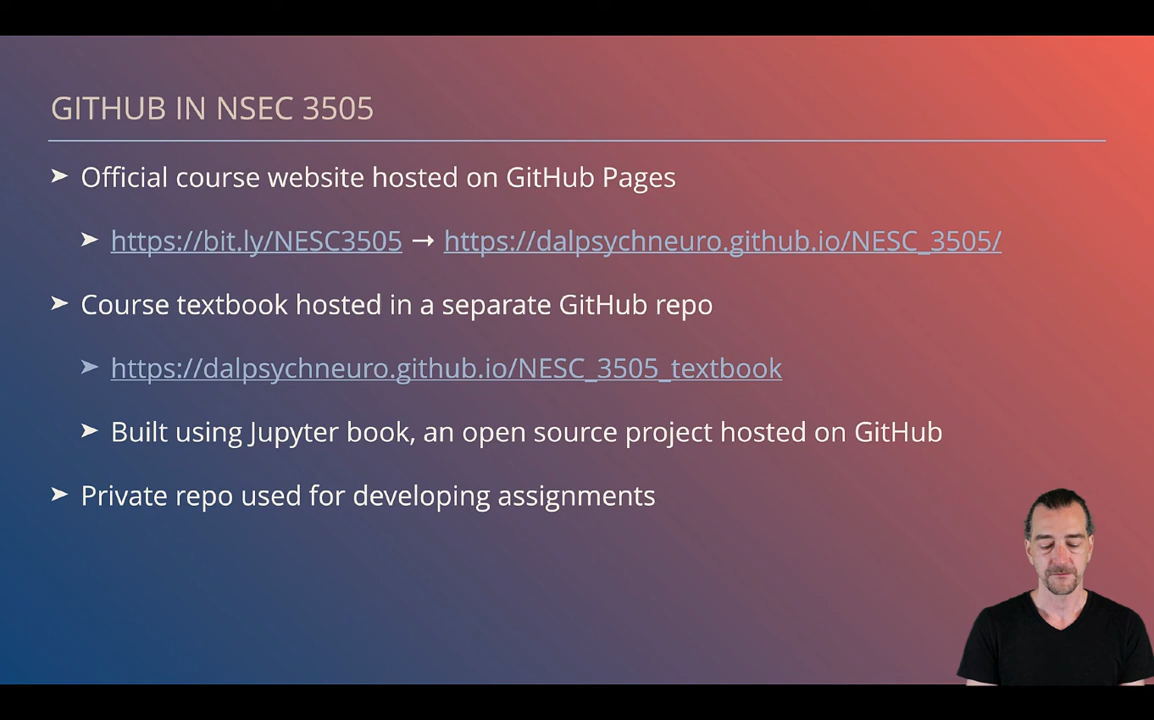 GITHUB IN NSEC 3505
➤ Official course website hosted on GitHub Pages
➤ https://bit.ly/NESC3505 → https://dalpsychneuro.github.io/NESC_3505/
➤ Course textbook hosted in a separate GitHub repo
➤ https://dalpsychneuro.github.io/NESC_3505_textbook
➤ Built using Jupyter book, an open source project hosted on GitHub
➤ Private repo used for developing assignments